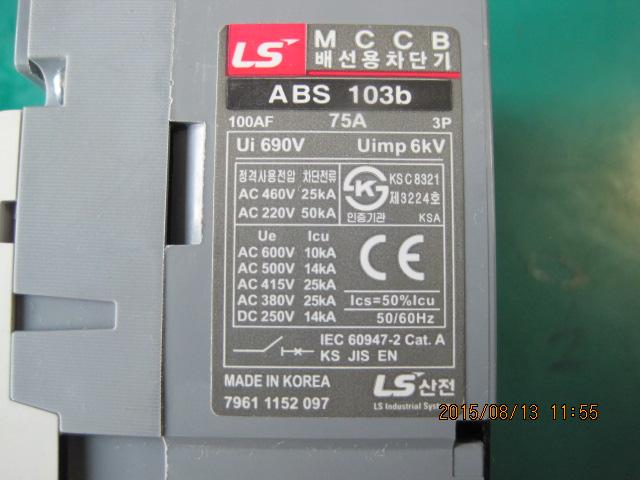 LS MCCB
배선용차단기
ABS 103b
100AF 75A 3P
Ui 690V Uimp 6kV
정격사용전압 차단전류
AC 460V 25kA
AC 220V 50kA
KS C 8321
제3224호
인증기관 KSA
Ue Icu
AC 600V 10kA
AC 500V 14kA
AC 415V 25kA
AC 380V 25kA
DC 250V 14kA
CE
Ics=50%Icu
50/60Hz
IEC 60947-2 Cat. A
KS JIS EN
MADE IN KOREA
7961 1152 097
LS산전
LS Industrial Syst
2015/08/13 11:55